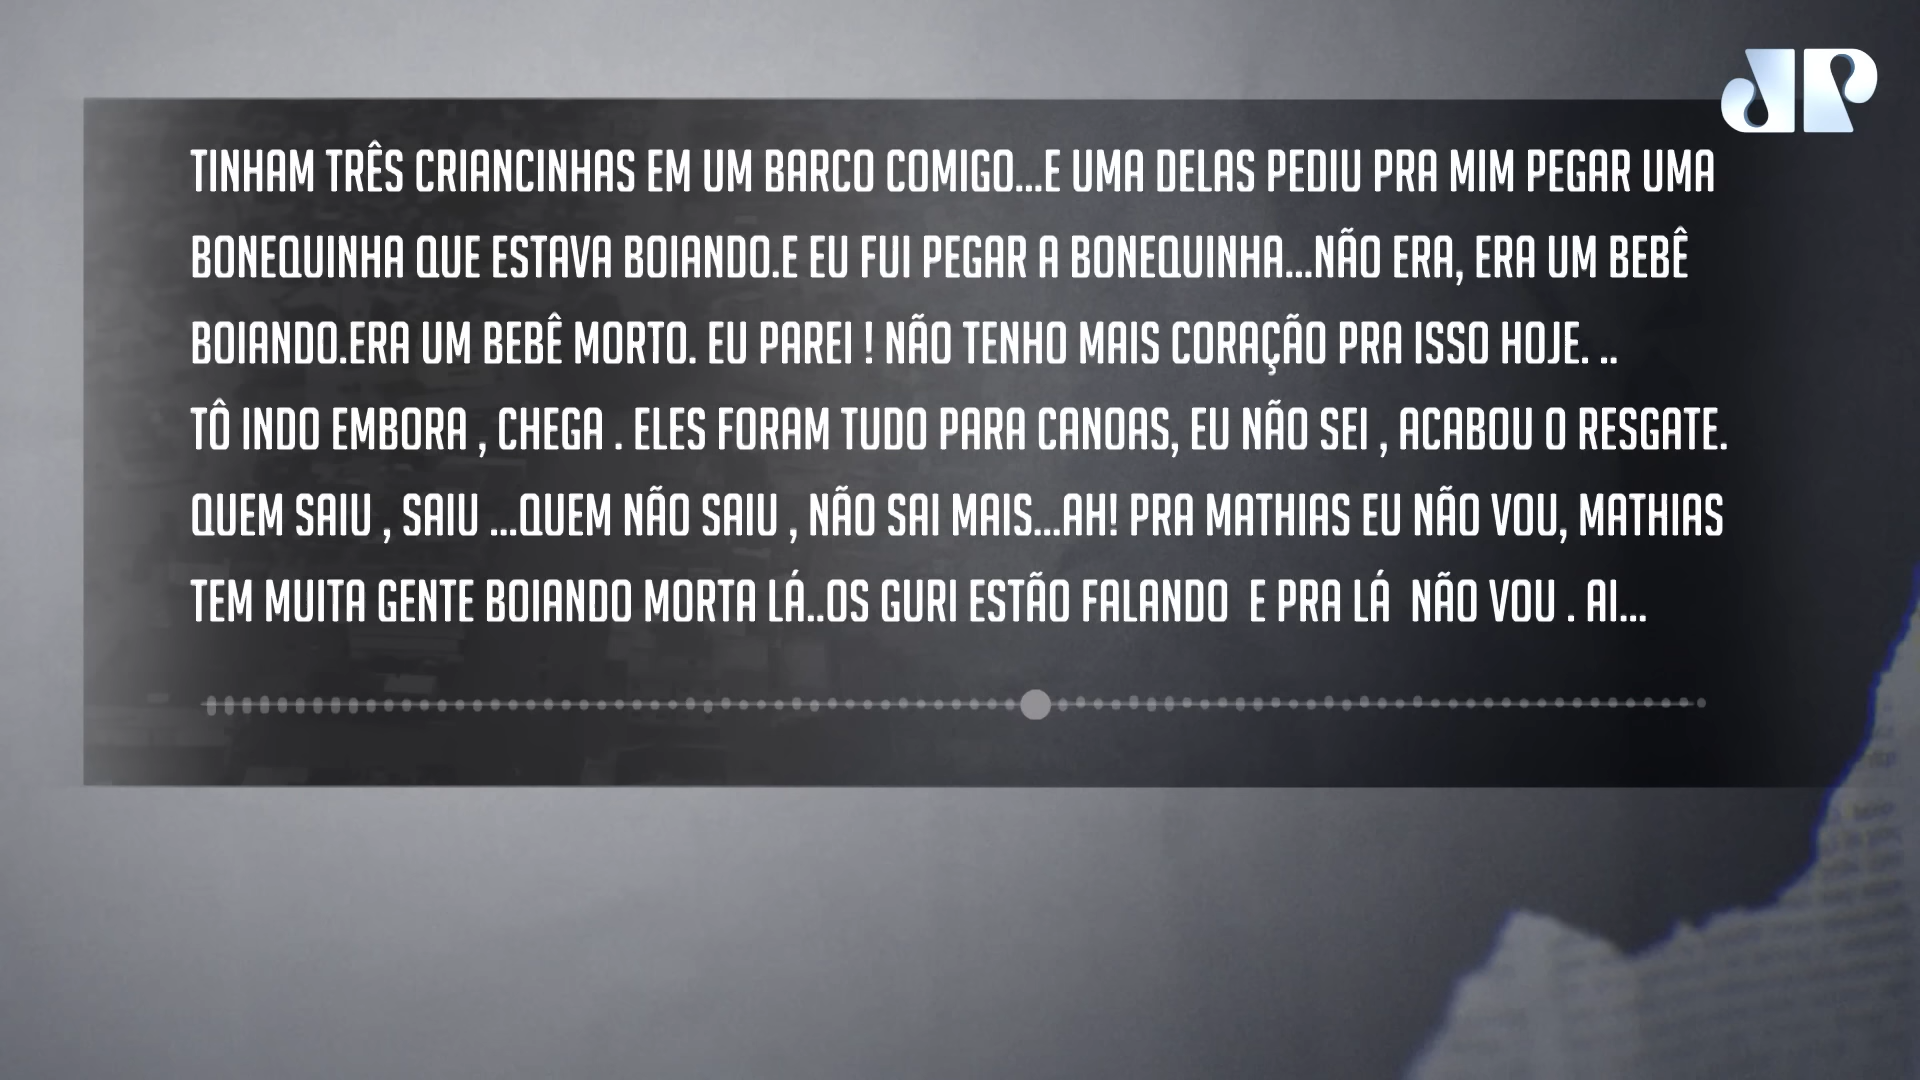 JP
TINHAM TRÊS CRIANCINHAS EM UM BARCO COMIGO...E UMA DELAS PEDIU PRA MIM PEGAR UMA
BONEQUINHA QUE ESTAVA BOIANDO.E EU FUI PEGAR A BONEQUINHA...NÃO ERA, ERA UM BEBÊ
BOIANDO.ERA UM BEBÊ MORTO. EU PAREI ! NÃO TENHO MAIS CORAÇÃO PRA ISSO HOJE. ..
TÔ INDO EMBORA , CHEGA . ELES FORAM TUDO PARA CANOAS, EU NÃO SEI , ACABOU O RESGATE.
QUEM SAIU , SAIU ...QUEM NÃO SAIU , NÃO SAI MAIS...AH! PRA MATHIAS EU NÃO VOU, MATHIAS
TEM MUITA GENTE BOIANDO MORTA LÁ..OS GURI ESTÃO FALANDO  E PRA LÁ  NÃO VOU . AI...